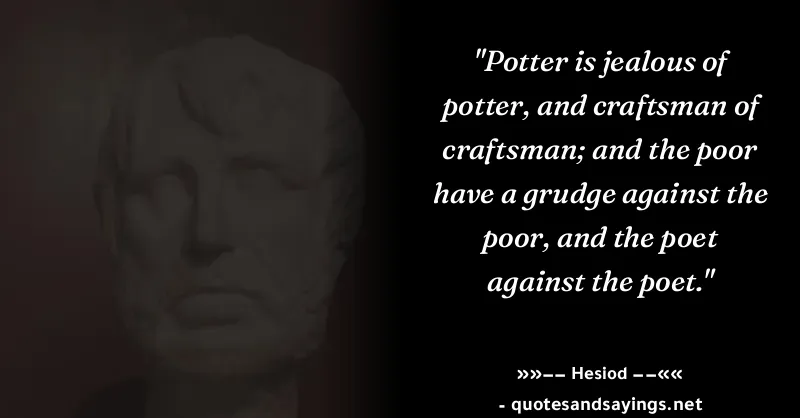 "Potter is jealous of
potter, and craftsman of
craftsman; and the poor
have a grudge against the
poor, and the poet
against the poet."
»»–– Hesiod ––««
- quotesandsayings.net